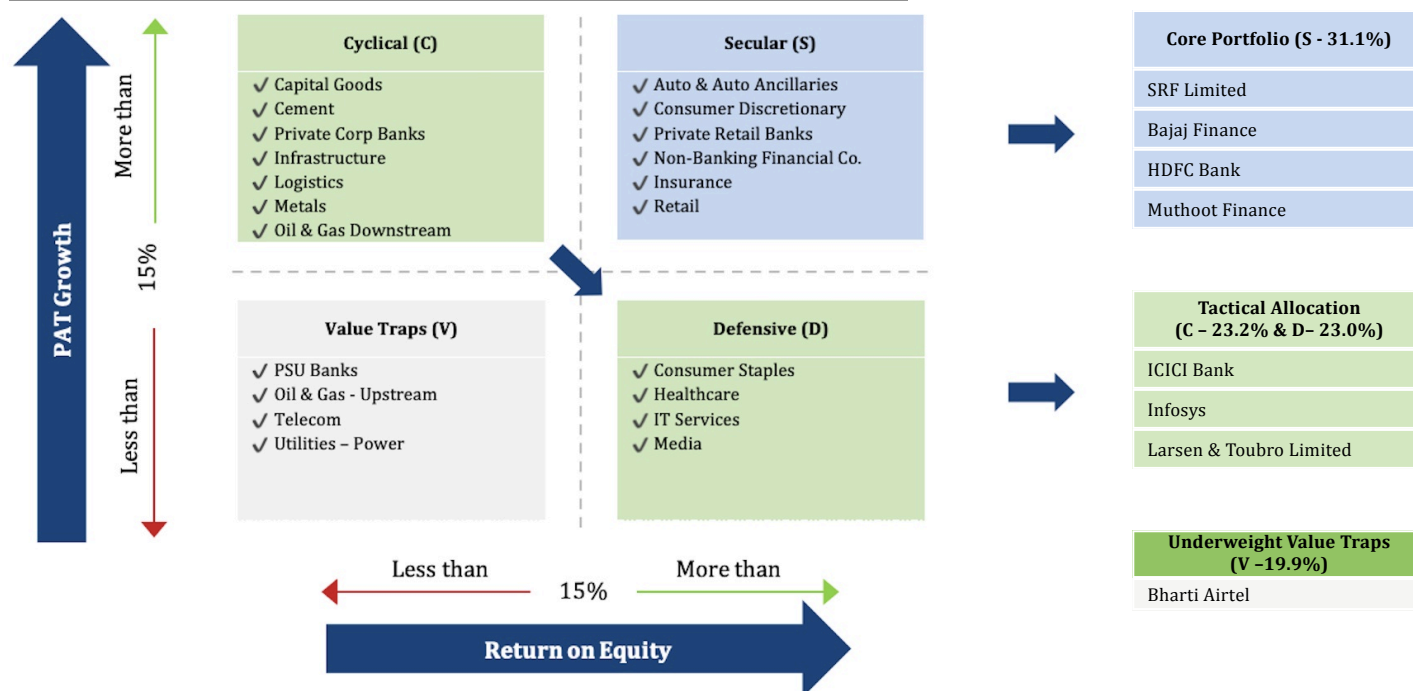 PAT Growth
More than
15%
Less than
Cyclical (C)
Capital Goods
Cement
Private Corp Banks
Infrastructure
Logistics
Metals
Oil & Gas Downstream
Secular (S)
Auto & Auto Ancillaries
Consumer Discretionary
Private Retail Banks
Non-Banking Financial Co.
Insurance
Retail
Value Traps (V)
PSU Banks
Oil & Gas - Upstream
Telecom
Utilities – Power
Defensive (D)
Consumer Staples
Healthcare
IT Services
Media
Less than
15%
More than
Return on Equity
Core Portfolio (S - 31.1%)
SRF Limited
Bajaj Finance
HDFC Bank
Muthoot Finance
Tactical Allocation
(C – 23.2% & D– 23.0%)
ICICI Bank
Infosys
Larsen & Toubro Limited
Underweight Value Traps
(V –19.9%)
Bharti Airtel